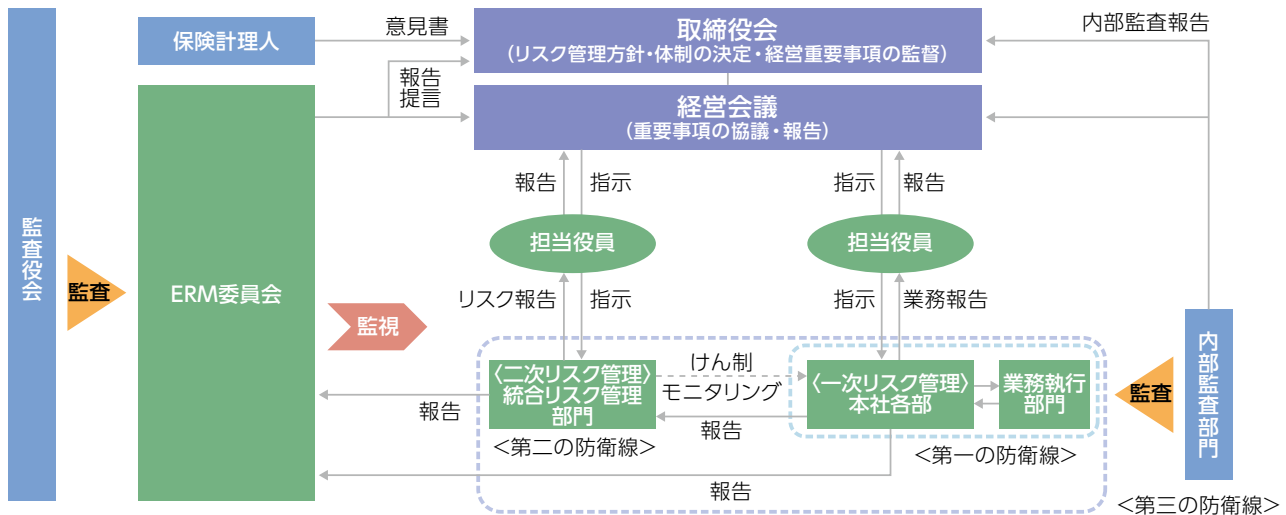 監査役会
監査
保険計理人
意見書
取締役会
（リスク管理方針・体制の決定・経営重要事項の監督）
内部監査報告
報告
提言
経営会議
（重要事項の協議・報告）
報告
指示
指示
報告
担当役員
担当役員
ERM委員会
監視
リスク報告
指示
指示
業務報告
〈二次リスク管理〉
統合リスク管理
部門
けん制
モニタリング
〈一次リスク管理〉
本社各部
業務執行
部門
監査
内部監査部門
報告
報告
<第二の防衛線>
<第一の防衛線>
報告
<第三の防衛線>